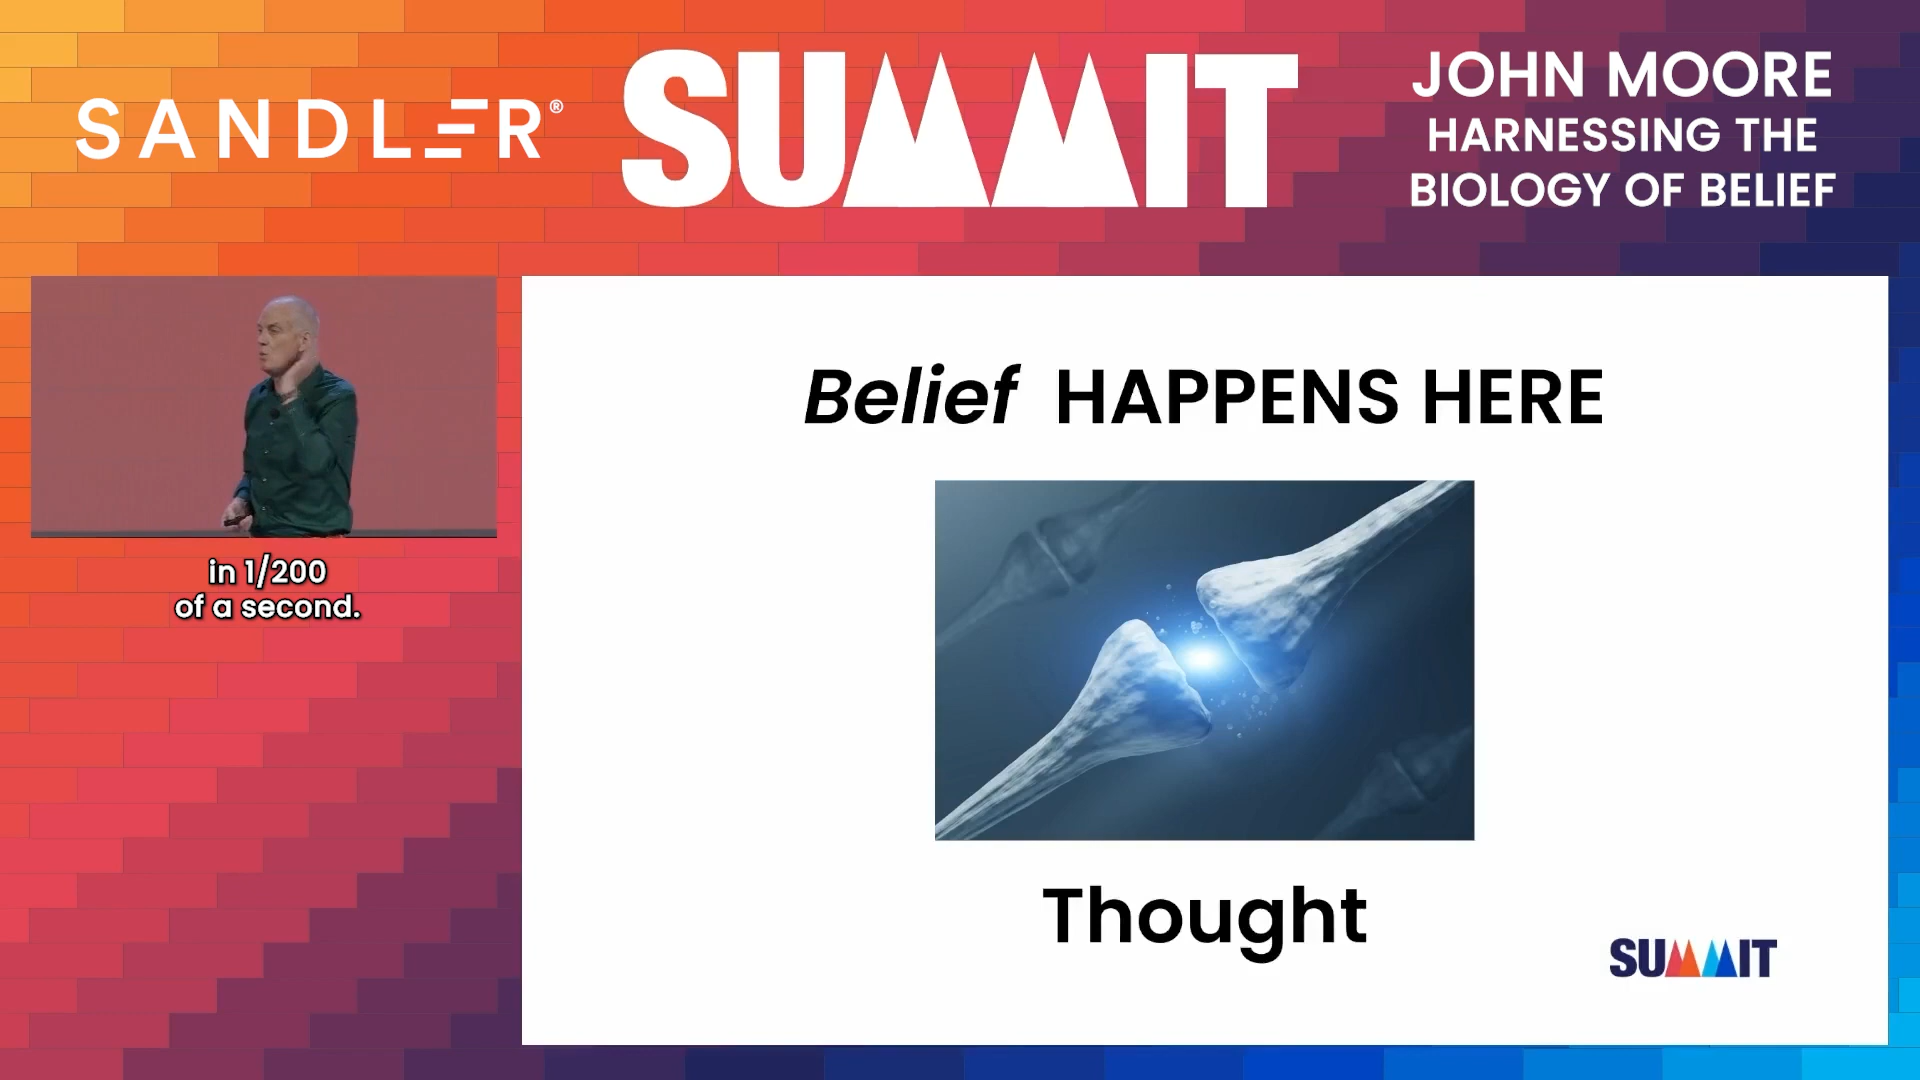 SANDLER®
SUMMIT
JOHN MOORE
HARNESSING THE
BIOLOGY OF BELIEF
in 1/200
of a second.
Belief HAPPENS HERE
Thought
SUMMIT